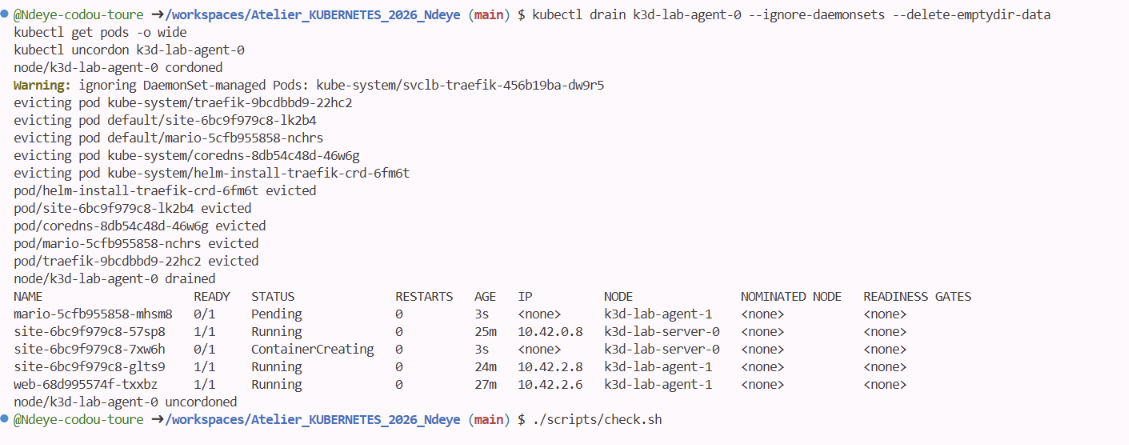 @Ndeye-codou-toure ➜/workspaces/Atelier_KUBERNETES_2026_Ndeye (main) $ kubectl drain k3d-lab-agent-0 --ignore-daemonsets --delete-emptydir-data
kubectl get pods -o wide
kubectl uncordon k3d-lab-agent-0
node/k3d-lab-agent-0 cordoned
Warning: ignoring DaemonSet-managed Pods: kube-system/svclb-traefik-456b19ba-dw9r5
evicting pod kube-system/traefik-9bcdbbd9-22hc2
evicting pod default/site-6bc9f979c8-lk2b4
evicting pod default/mario-5cfb955858-nchrs
evicting pod kube-system/coredns-8db54c48d-46w6g
evicting pod kube-system/helm-install-traefik-crd-6fm6t
pod/helm-install-traefik-crd-6fm6t evicted
pod/site-6bc9f979c8-lk2b4 evicted
pod/coredns-8db54c48d-46w6g evicted
pod/mario-5cfb955858-nchrs evicted
pod/traefik-9bcdbbd9-22hc2 evicted
node/k3d-lab-agent-0 drained
NAME READY STATUS RESTARTS AGE IP NODE NOMINATED NODE READINESS GATES
mario-5cfb955858-mhsm8 0/1 Pending 0 3s <none> k3d-lab-agent-1 <none> <none>
site-6bc9f979c8-57sp8 1/1 Running 0 25m 10.42.0.8 k3d-lab-server-0 <none> <none>
site-6bc9f979c8-7xw6h 0/1 ContainerCreating 0 3s <none> k3d-lab-server-0 <none> <none>
site-6bc9f979c8-glts9 1/1 Running 0 24m 10.42.2.8 k3d-lab-agent-1 <none> <none>
web-68d995574f-txxbz 1/1 Running 0 27m 10.42.2.6 k3d-lab-agent-1 <none> <none>
node/k3d-lab-agent-0 uncordoned
@Ndeye-codou-toure ➜/workspaces/Atelier_KUBERNETES_2026_Ndeye (main) $ ./scripts/check.sh